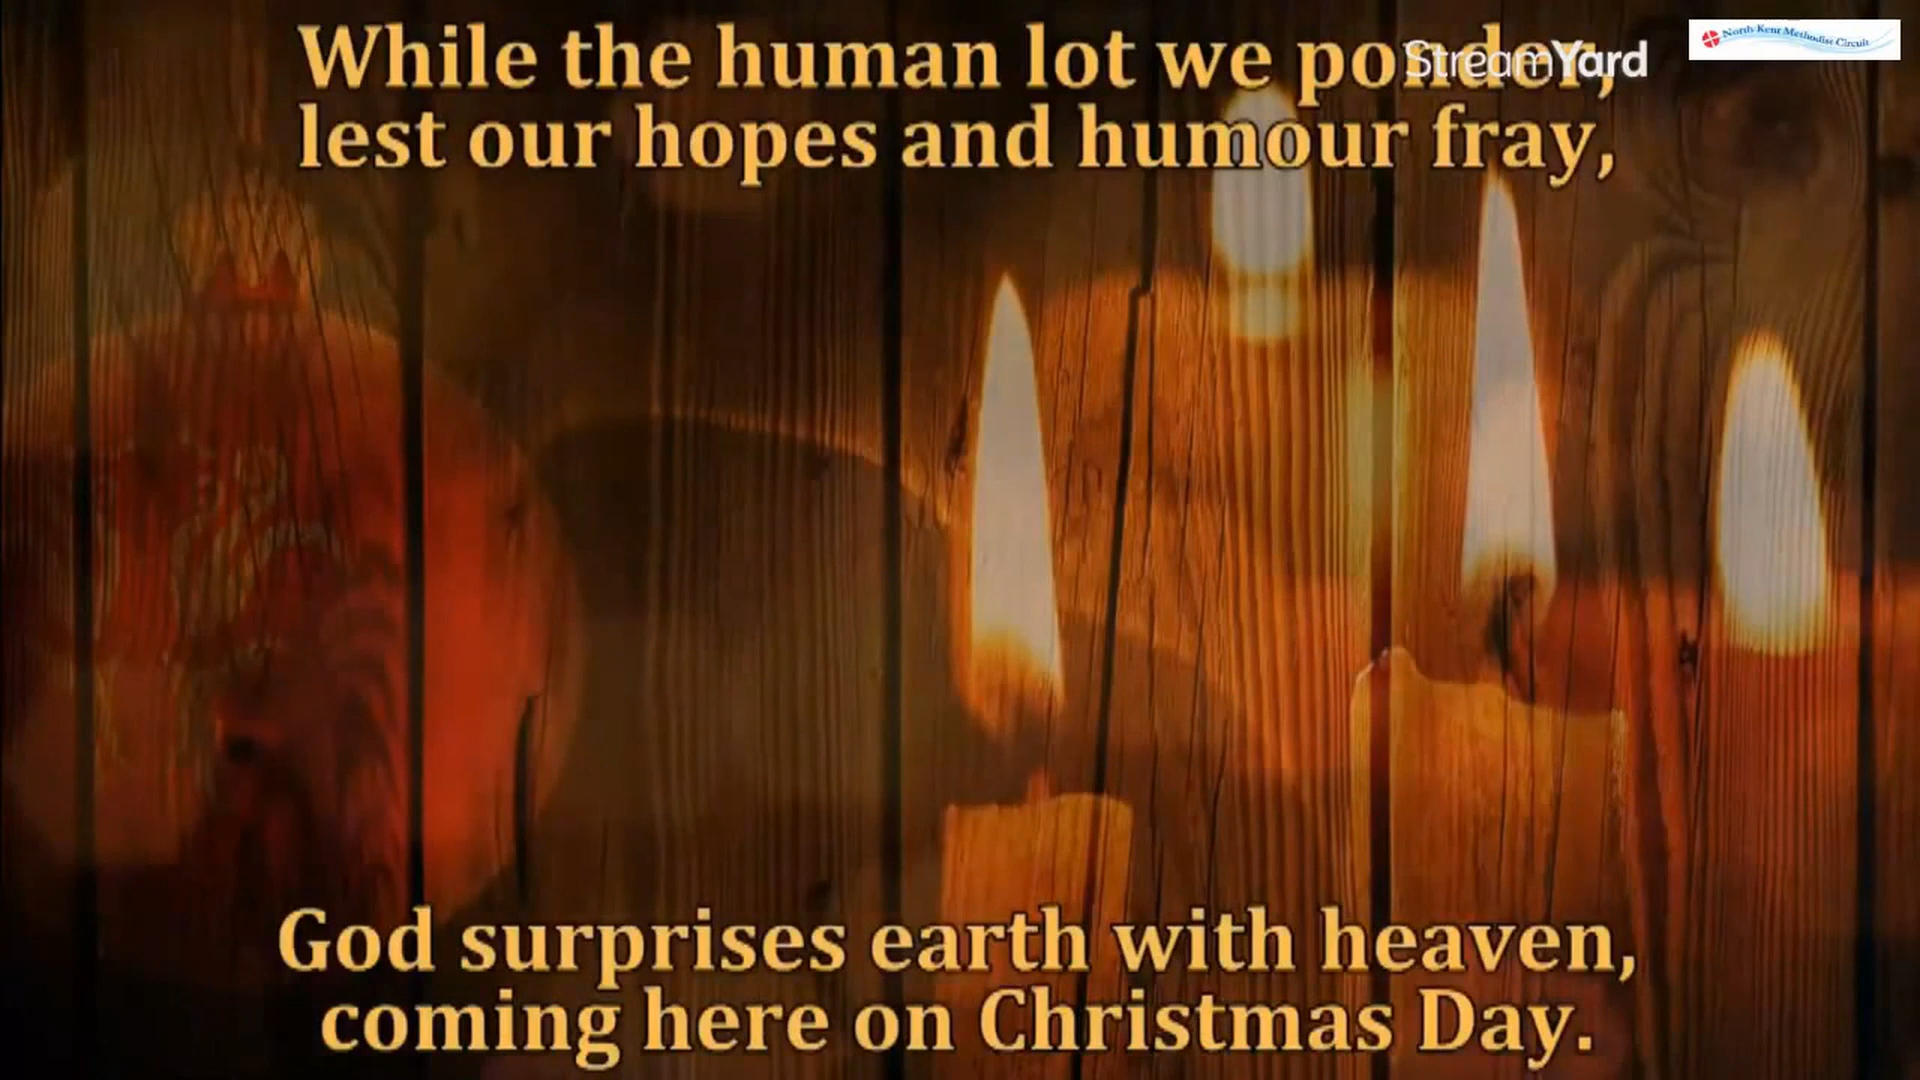 While the human lot we ponder,
lest our hopes and humour fray,
God surprises earth with heaven,
coming here on Christmas Day.
StreamYard
North Kent Methodist Circuit